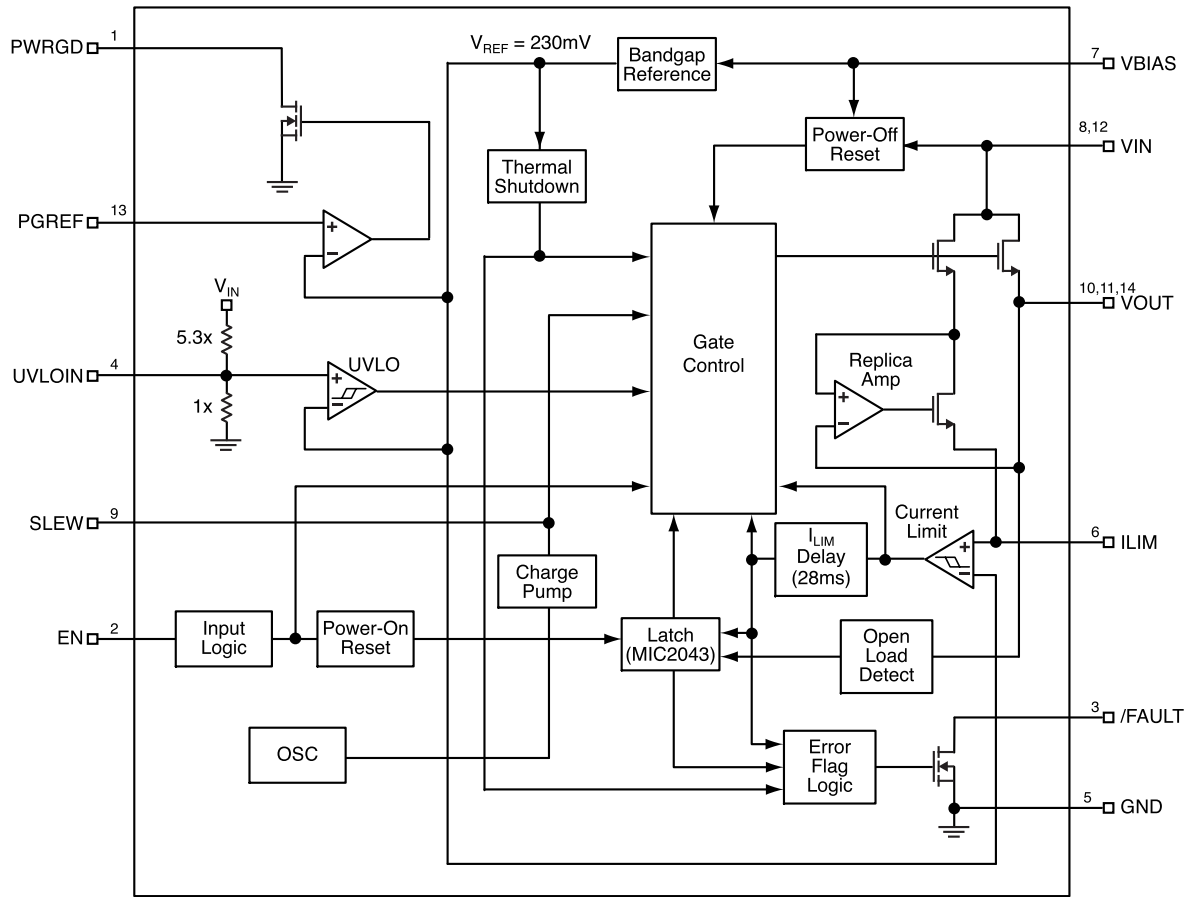 1
PWRGD
V_REF = 230mV
Bandgap
Reference
7
VBIAS
8,12
VIN
Power-Off
Reset
Thermal
Shutdown
13
PGREF
+
–
10,11,14
VOUT
V_IN
5.3x
4
UVLOIN
1x
UVLO
+
–
Gate
Control
Replica
Amp
+
–
9
SLEW
Current
Limit
+
–
6
ILIM
I_LIM
Delay
(28ms)
Charge
Pump
2
EN
Input
Logic
Power-On
Reset
Latch
(MIC2043)
Open
Load
Detect
3
/FAULT
OSC
Error
Flag
Logic
5
GND